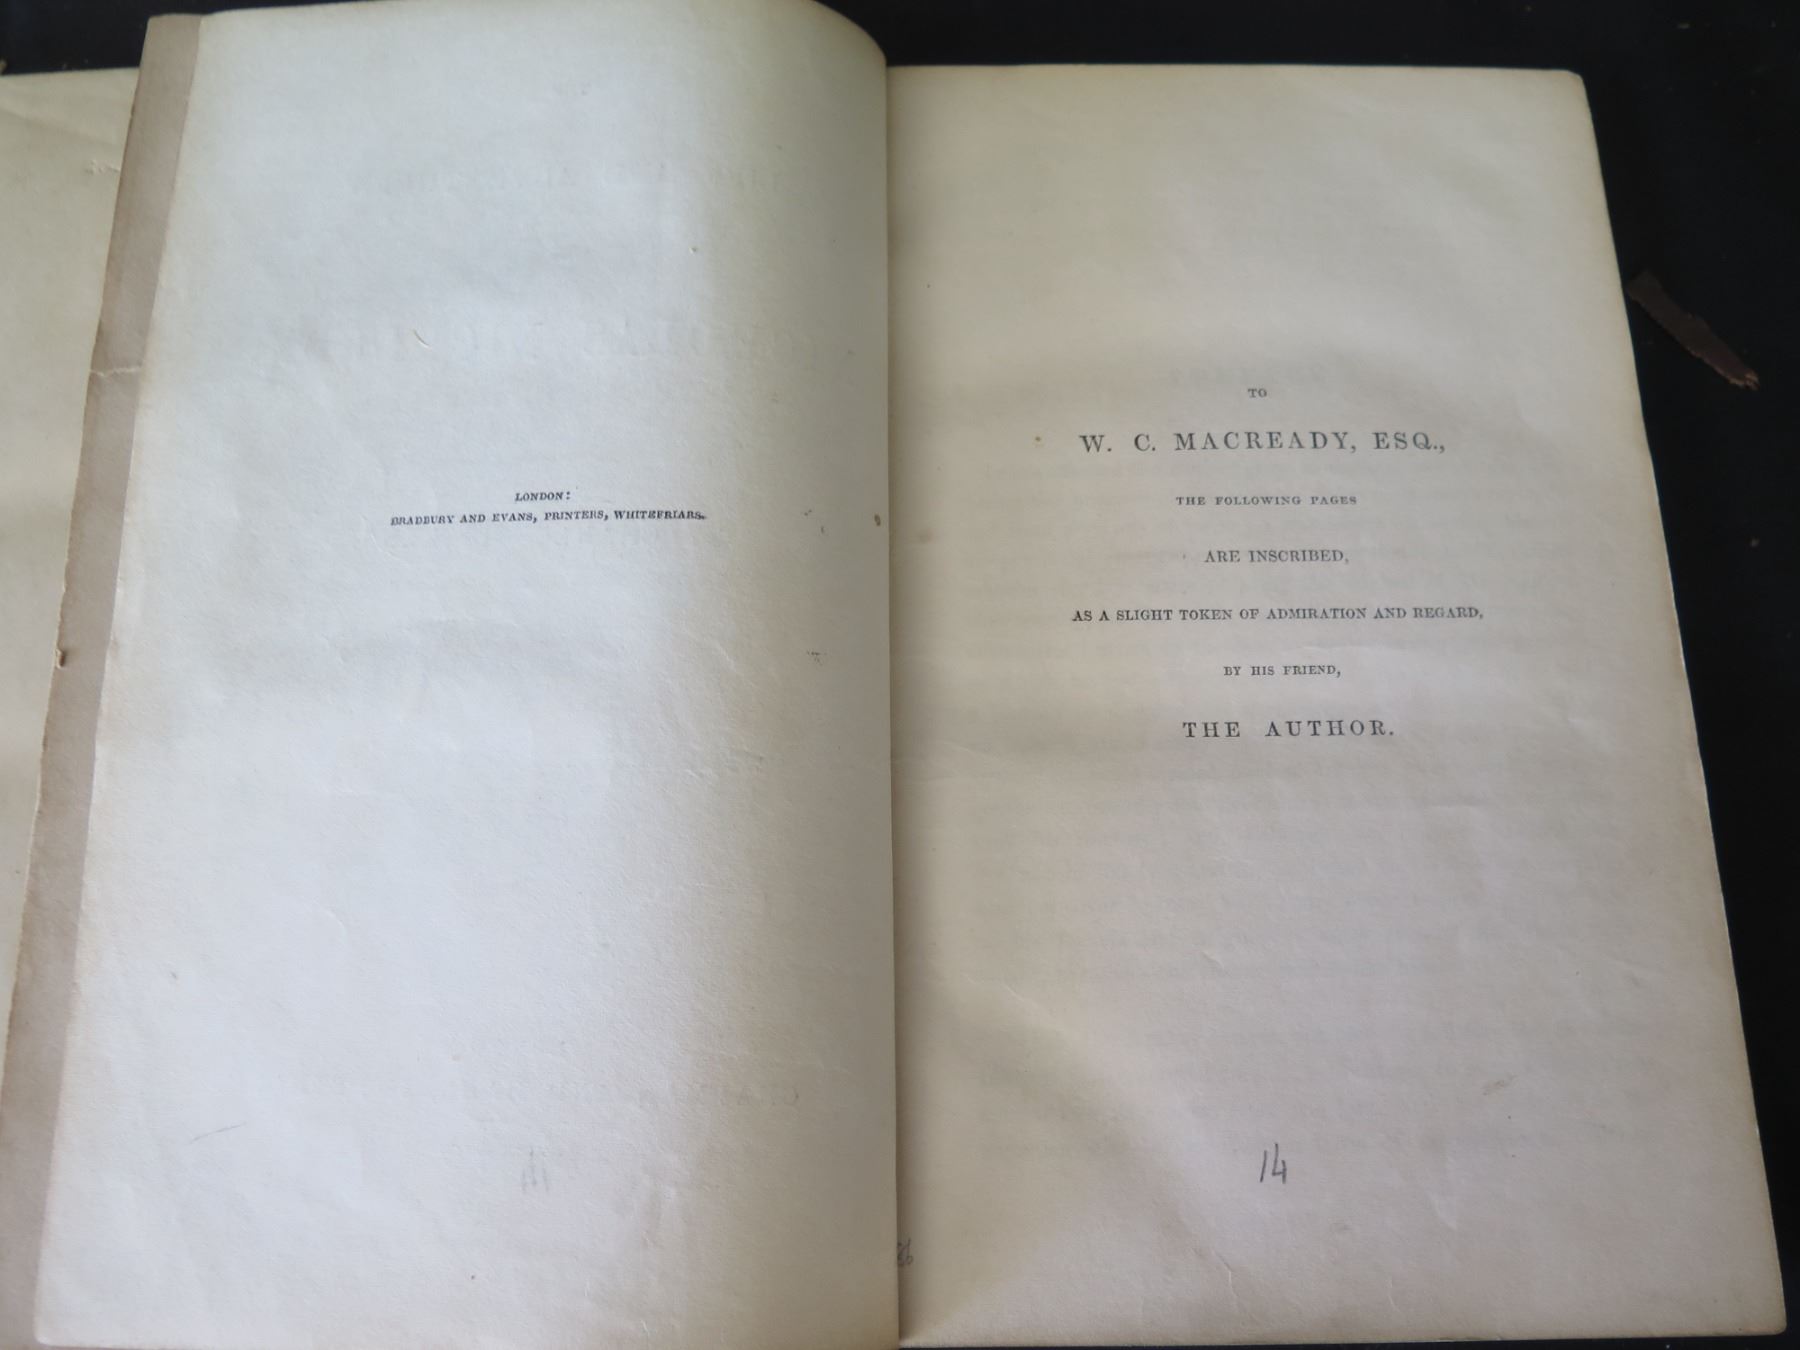 LONDON:
BRADBURY AND EVANS, PRINTERS, WHITEFRIARS.
TO
W. C. MACREADY, ESQ.,
THE FOLLOWING PAGES
ARE INSCRIBED,
AS A SLIGHT TOKEN OF ADMIRATION AND REGARD,
BY HIS FRIEND,
THE AUTHOR.
14